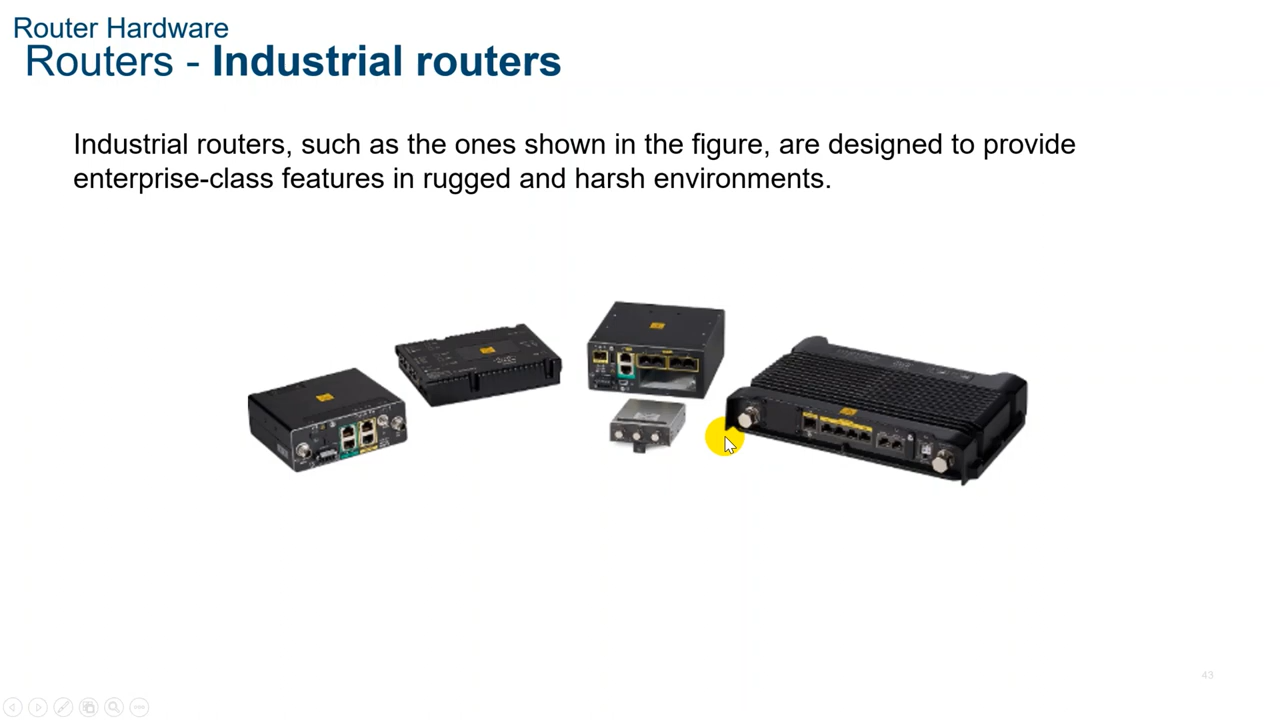 Router Hardware
Routers - Industrial routers
Industrial routers, such as the ones shown in the figure, are designed to provide
enterprise-class features in rugged and harsh environments.
43